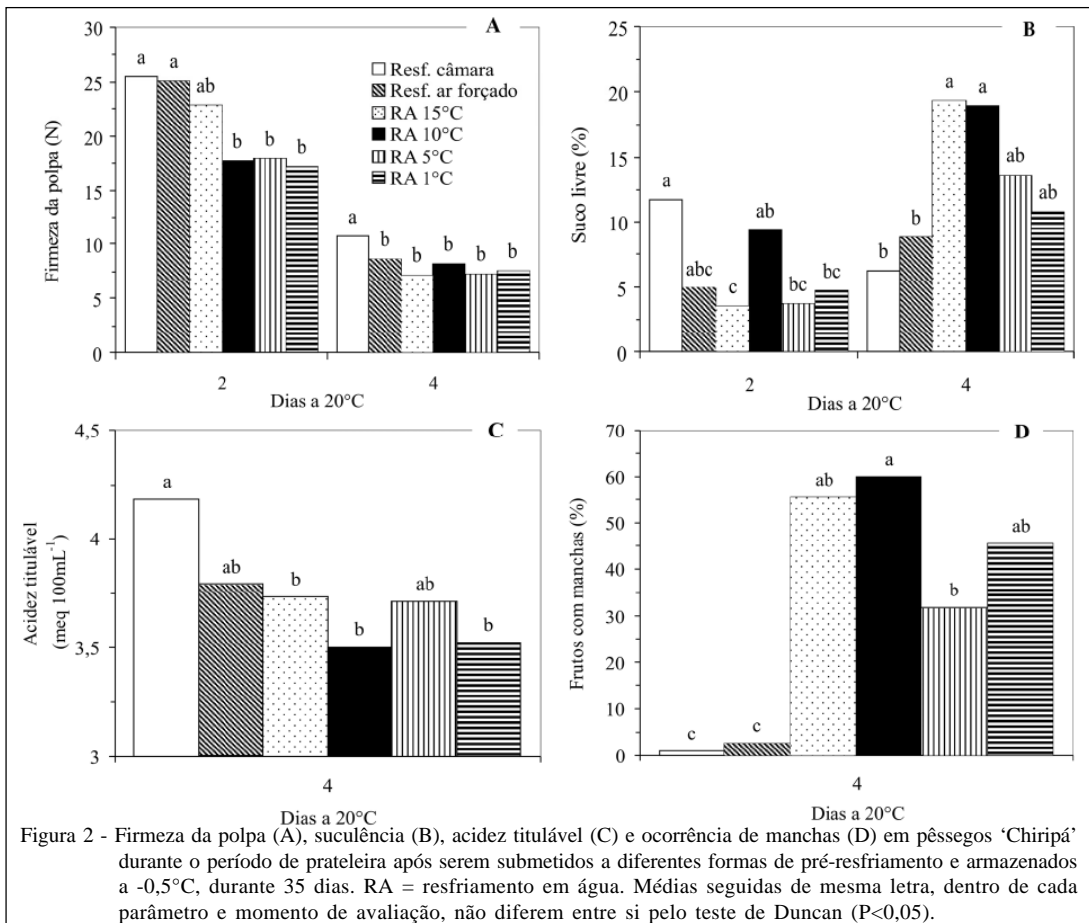 A
30
25
20
15
10
5
0
Firmeza da polpa (N)
a
a
ab
b
b
b
a
b
b
b
b
b
Resf. câmara
Resf. ar forçado
RA 15°C
RA 10°C
RA 5°C
RA 1°C
2
4
Dias a 20°C
B
25
20
15
10
5
0
Suco livre (%)
a
abc
c
ab
bc
bc
b
b
a
a
ab
ab
2
4
Dias a 20°C
C
4,5
4
3,5
3
Acidez titulável
(meq 100mL⁻¹)
a
ab
b
b
ab
b
4
Dias a 20°C
D
70
60
50
40
30
20
10
0
Frutos com manchas (%)
c
c
ab
a
b
ab
4
Dias a 20°C
Figura 2 - Firmeza da polpa (A), suculência (B), acidez titulável (C) e ocorrência de manchas (D) em pêssegos ‘Chiripá’
durante o período de prateleira após serem submetidos a diferentes formas de pré-resfriamento e armazenados
a -0,5°C, durante 35 dias. RA = resfriamento em água. Médias seguidas de mesma letra, dentro de cada
parâmetro e momento de avaliação, não diferem entre si pelo teste de Duncan (P<0,05).